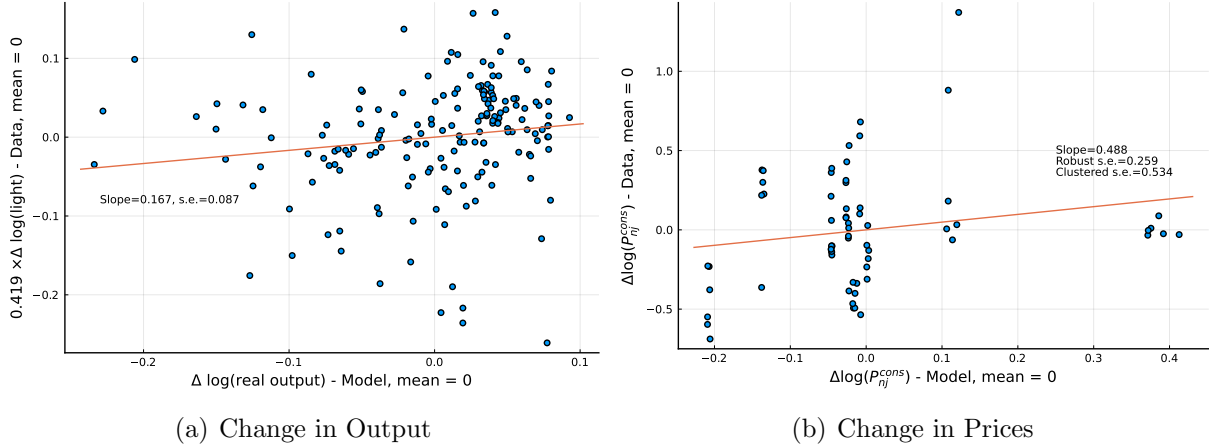 0.419 ×Δ log(light) - Data, mean = 0
0.1
0.0
−0.1
−0.2
Slope=0.167, s.e.=0.087
−0.2
−0.1
0.0
0.1
Δ log(real output) - Model, mean = 0
(a) Change in Output
Δlog(P_{nj}^{cons}) - Data, mean = 0
1.0
0.5
0.0
−0.5
Slope=0.488
Robust s.e.=0.259
Clustered s.e.=0.534
−0.2
−0.1
0.0
0.1
0.2
0.3
0.4
Δlog(P_{nj}^{cons}) - Model, mean = 0
(b) Change in Prices